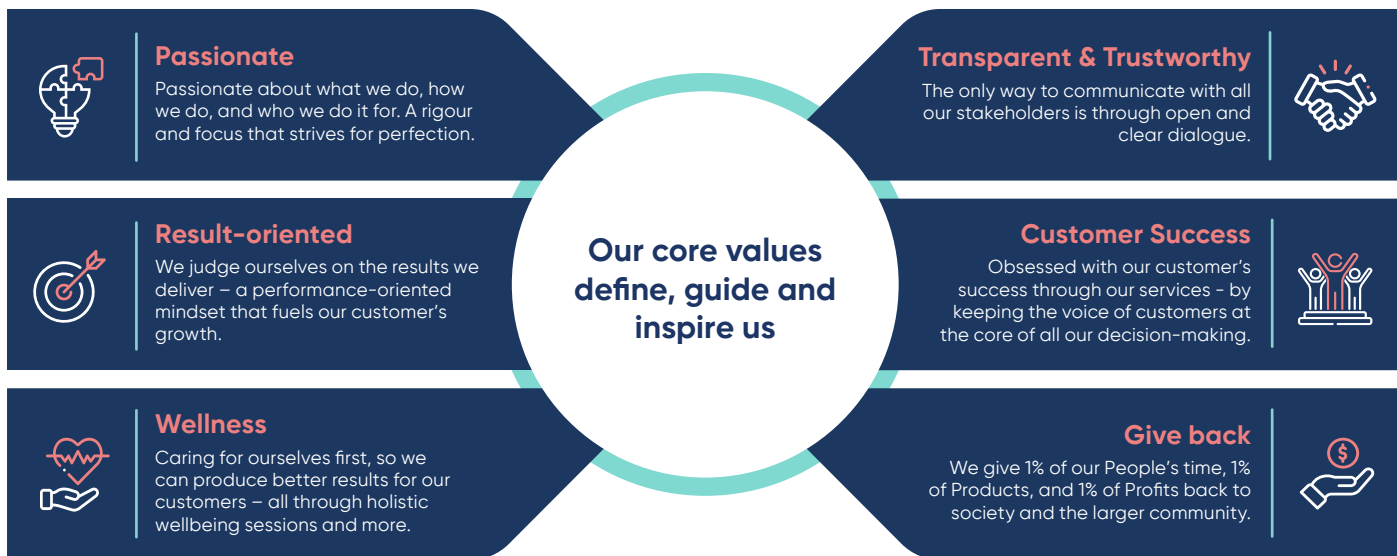 Passionate
Passionate about what we do, how
we do, and who we do it for. A rigour
and focus that strives for perfection.
Result-oriented
We judge ourselves on the results we
deliver – a performance-oriented
mindset that fuels our customer's
growth.
Wellness
Caring for ourselves first, so we
can produce better results for our
customers – all through holistic
wellbeing sessions and more.
Our core values
define, guide and
inspire us
Transparent & Trustworthy
The only way to communicate with all
our stakeholders is through open and
clear dialogue.
Customer Success
Obsessed with our customer's
success through our services - by
keeping the voice of customers at
the core of all our decision-making.
Give back
We give 1% of our People's time, 1%
of Products, and 1% of Profits back to
society and the larger community.
$